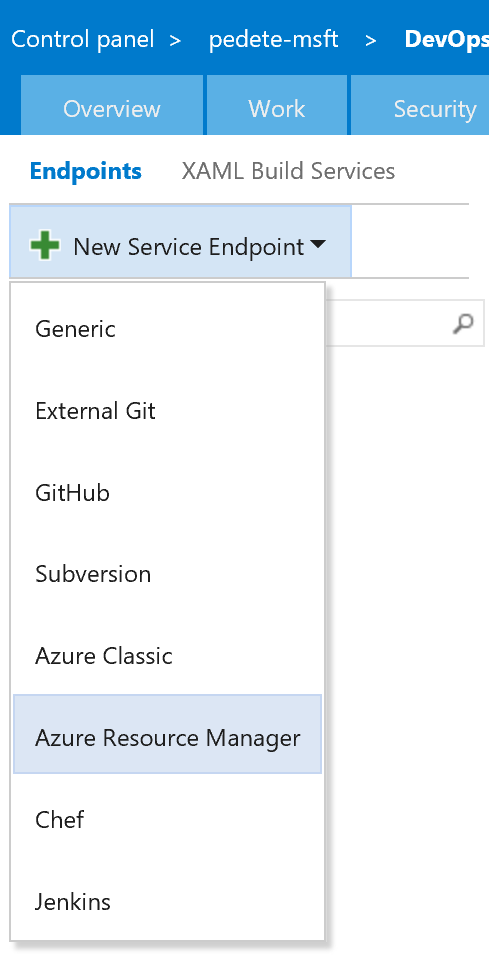 Control panel > pedete-msft > DevOps
Overview Work Security
Endpoints XAML Build Services
New Service Endpoint
Generic
External Git
GitHub
Subversion
Azure Classic
Azure Resource Manager
Chef
Jenkins